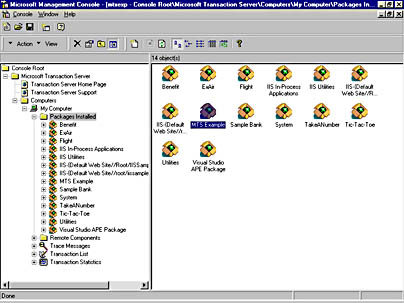 Microsoft Management Console - [mtsexp - Console Root\Microsoft Transaction Server\Computers\My Computer\Packages In...
Console Window Help
Action View
Console Root
Microsoft Transaction Server
Transaction Server Home Page
Transaction Server Support
Computers
My Computer
Packages Installed
Benefit
ExAir
Flight
IIS In-Process Applications
IIS Utilities
IIS-{Default Web Site//Root/IISSamp
IIS-{Default Web Site//root/iissample
MTS Example
Sample Bank
System
TakeANumber
Tic-Tac-Toe
Utilities
Visual Studio APE Package
Remote Components
Trace Messages
Transaction List
Transaction Statistics
14 object(s)
Benefit
ExAir
Flight
IIS In-Process Applications
IIS Utilities
IIS-{Default Web Site//R...
IIS-{Default Web Site//r...
MTS Example
Sample Bank
System
TakeANumber
Tic-Tac-Toe
Utilities
Visual Studio APE Package
Done